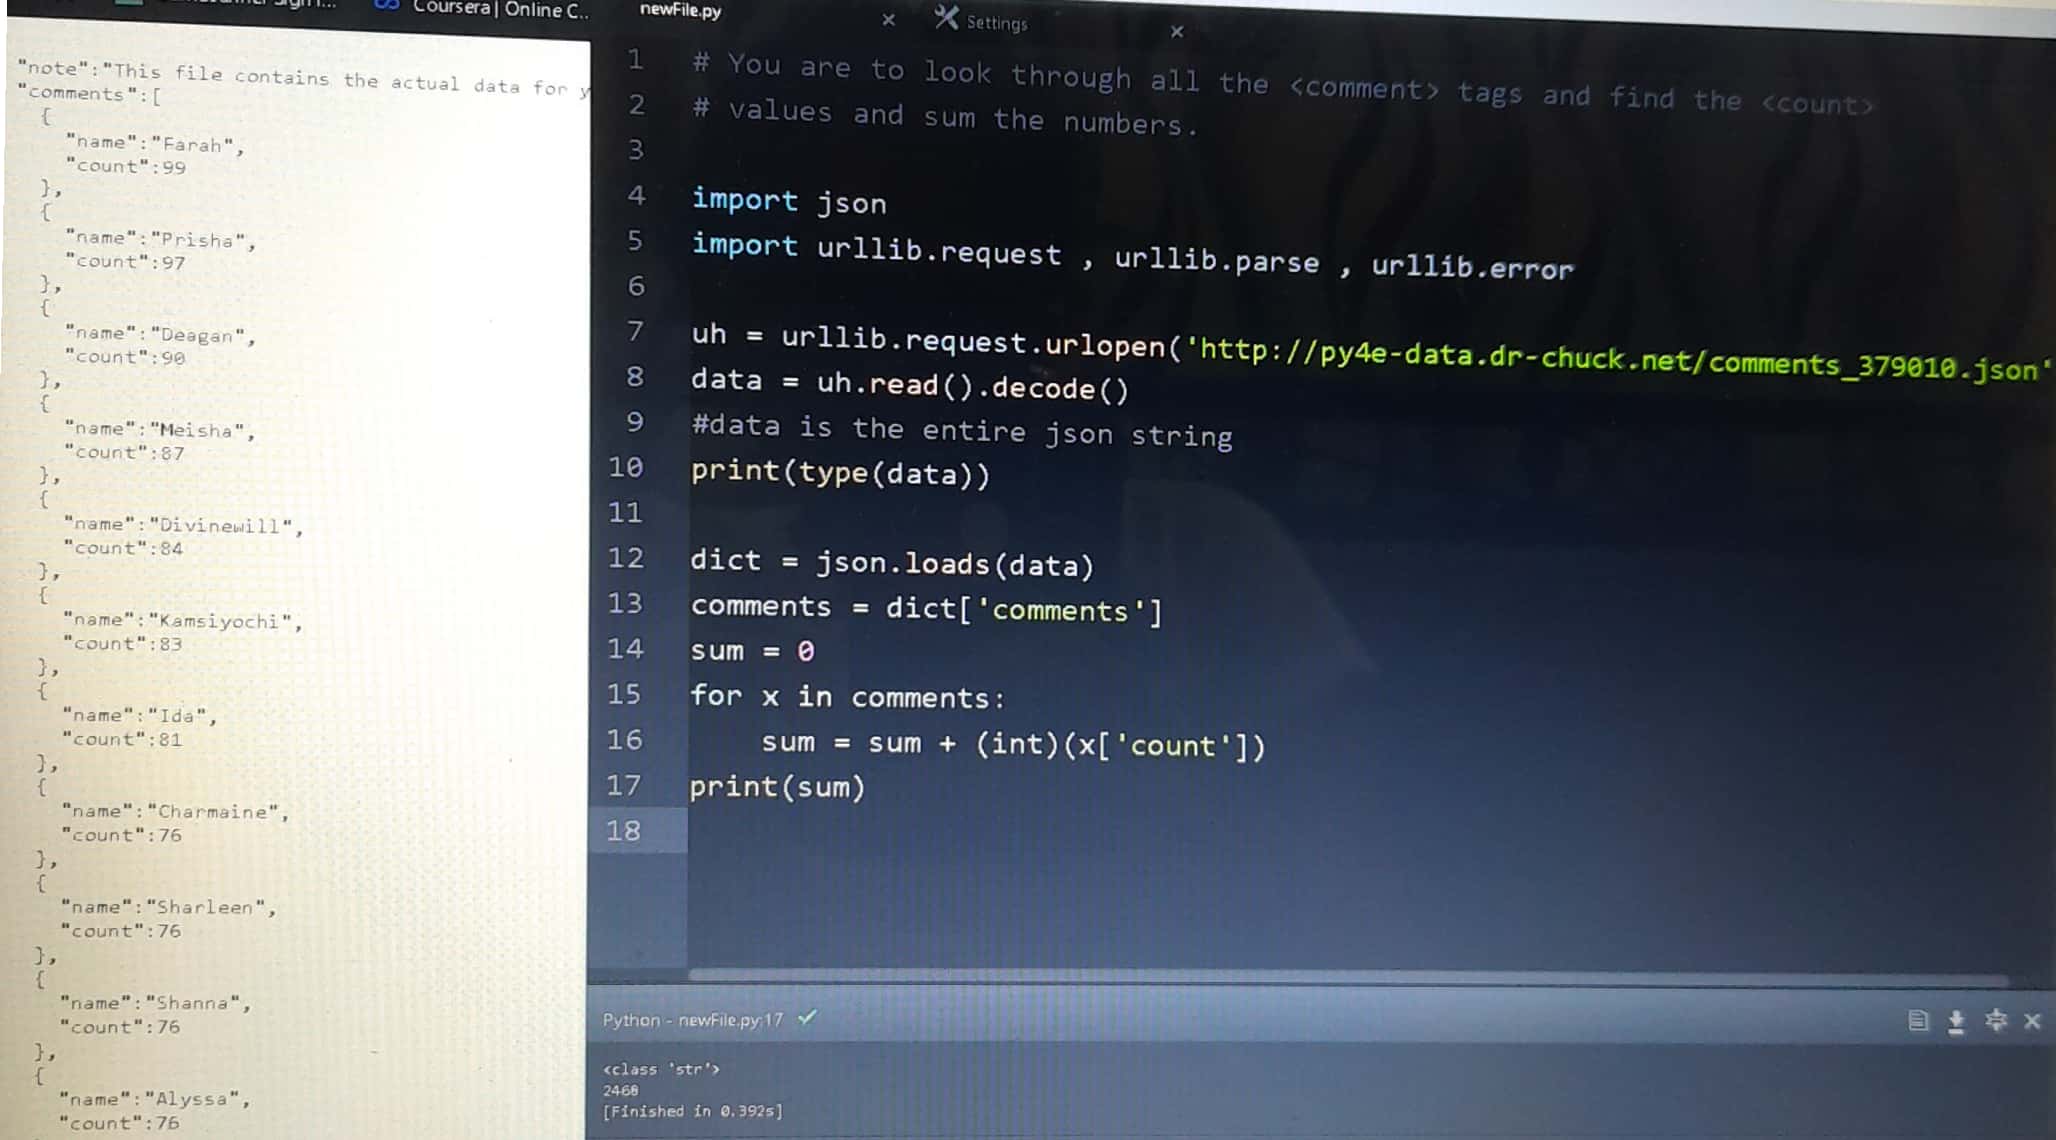 Coursera | Online C..
newFile.py
Settings
"note":"This file contains the actual data for y
"comments":[
{
"name":"Farah",
"count":99
},
{
"name":"Prisha",
"count":97
},
{
"name":"Deagan",
"count":90
},
{
"name":"Meisha",
"count":87
},
{
"name":"Divinewill",
"count":84
},
{
"name":"Kamsiyochi",
"count":83
},
{
"name":"Ida",
"count":81
},
{
"name":"Charmaine",
"count":76
},
{
"name":"Sharleen",
"count":76
},
{
"name":"Shanna",
"count":76
},
{
"name":"Alyssa",
"count":76
1 # You are to look through all the <comment> tags and find the <count>
2 # values and sum the numbers.
3
4 import json
5 import urllib.request , urllib.parse , urllib.error
6
7 uh = urllib.request.urlopen('http://py4e-data.dr-chuck.net/comments_379010.json'
8 data = uh.read().decode()
9 #data is the entire json string
10 print(type(data))
11
12 dict = json.loads(data)
13 comments = dict['comments']
14 sum = 0
15 for x in comments:
16 sum = sum + (int)(x['count'])
17 print(sum)
18
Python - newFile.py:17
<class 'str'>
2468
[Finished in 0.392s]